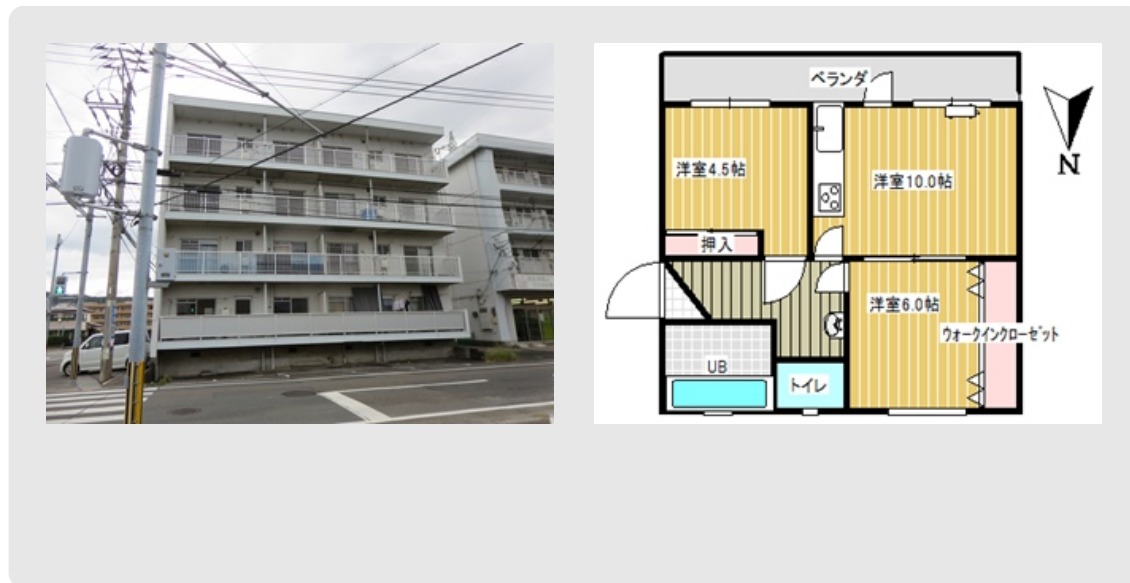 ベランダ
洋室4.5帖
洋室10.0帖
N
押入
洋室6.0帖
ウォークインクローゼット
UB
トイレ